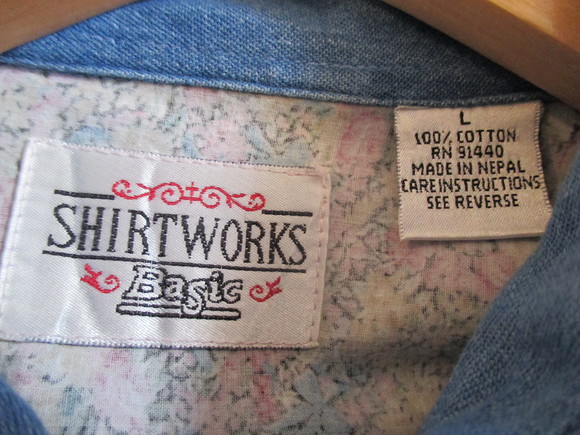 SHIRTWORKS
Basic
L
100% COTTON
RN 91440
MADE IN NEPAL
CARE INSTRUCTIONS
SEE REVERSE